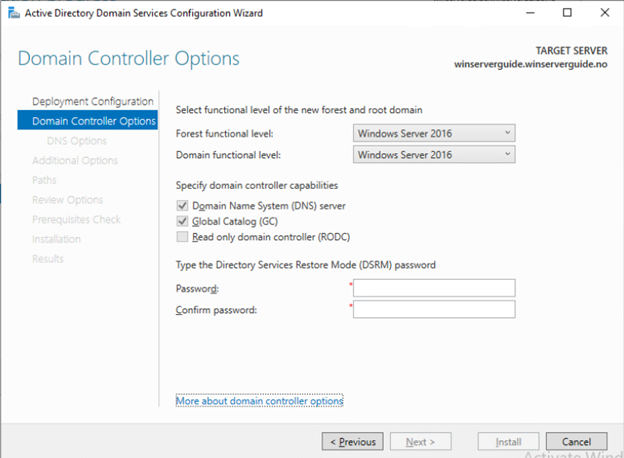 Active Directory Domain Services Configuration Wizard
Domain Controller Options
TARGET SERVER
winserverguide.winserverguide.no
Deployment Configuration
Domain Controller Options
DNS Options
Additional Options
Paths
Review Options
Prerequisites Check
Installation
Results
Select functional level of the new forest and root domain
Forest functional level: Windows Server 2016
Domain functional level: Windows Server 2016
Specify domain controller capabilities
Domain Name System (DNS) server
Global Catalog (GC)
Read only domain controller (RODC)
Type the Directory Services Restore Mode (DSRM) password
Password: *
Confirm password: *
More about domain controller options
< Previous Next > Install Cancel